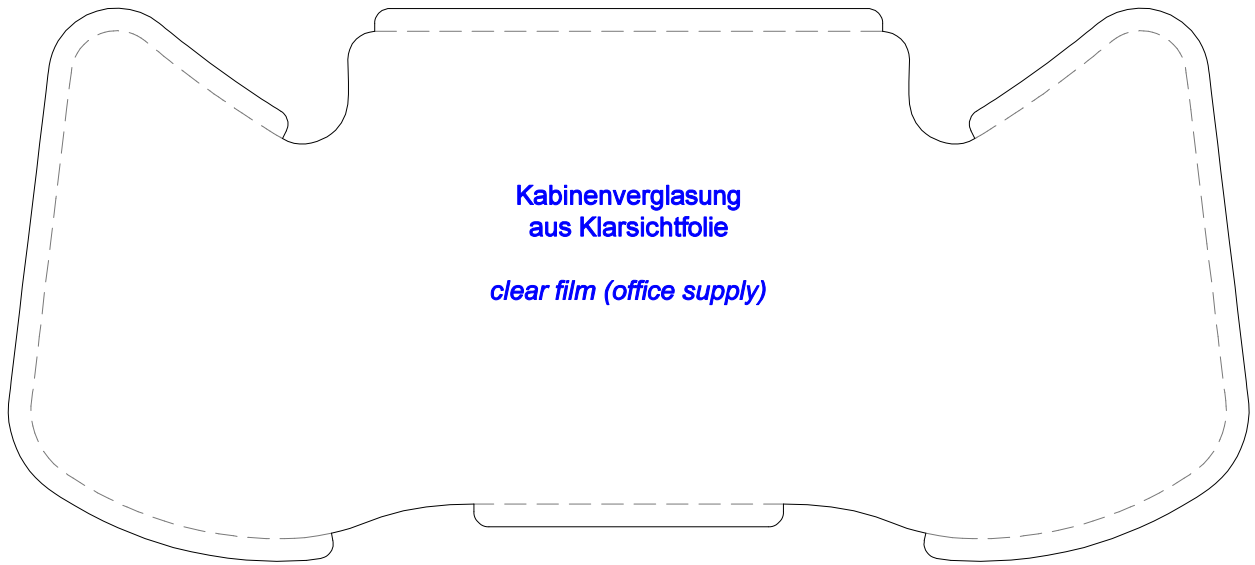 Kabinenverglasung
aus Klarsichtfolie
clear film (office supply)